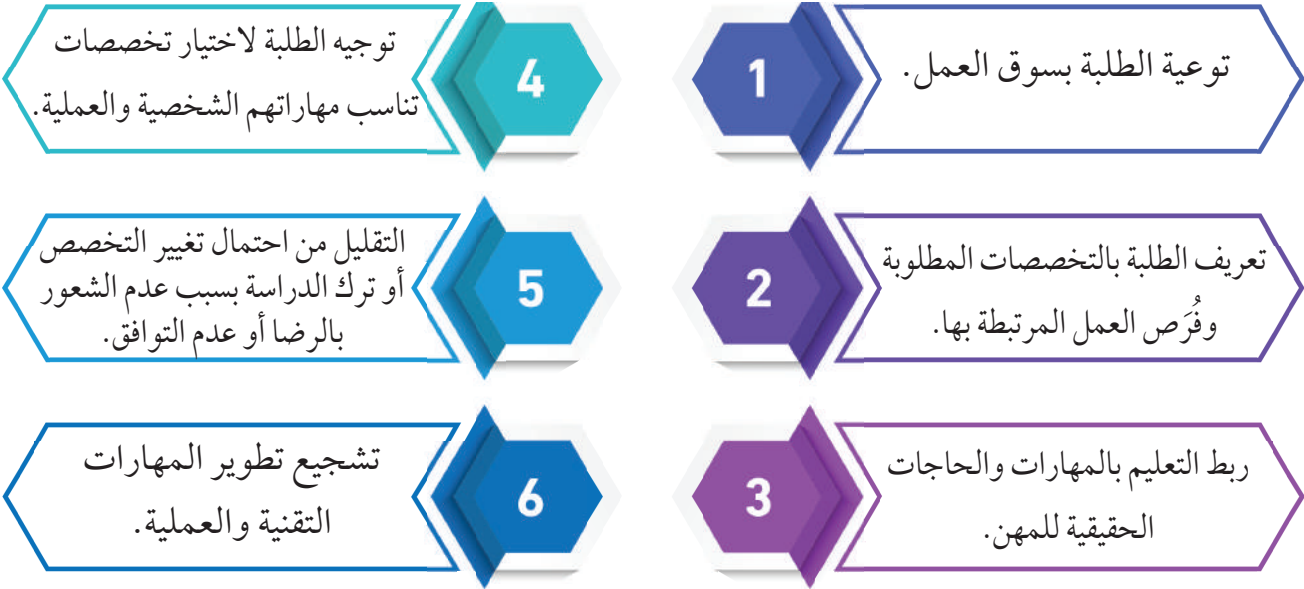 1
توعية الطلبة بسوق العمل.
2
تعريف الطلبة بالتخصصات المطلوبة
وفُرَص العمل المرتبطة بها.
3
ربط التعليم بالمهارات والحاجات
الحقيقية للمهن.
4
توجيه الطلبة لاختيار تخصصات
تناسب مهاراتهم الشخصية والعملية.
5
التقليل من احتمال تغيير التخصص
أو ترك الدراسة بسبب عدم الشعور
بالرضا أو عدم التوافق.
6
تشجيع تطوير المهارات
التقنية والعملية.